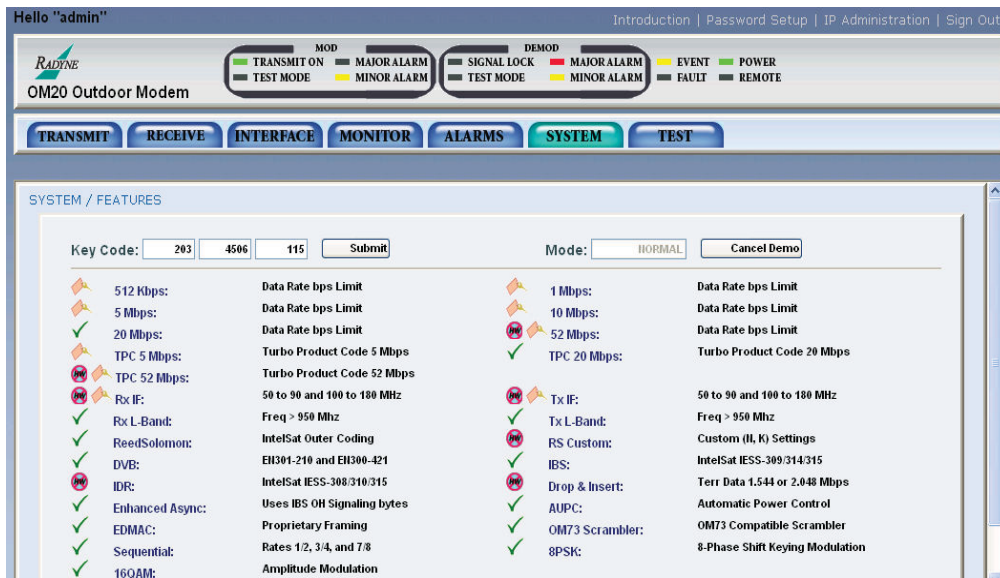 Hello "admin"
Introduction | Password Setup | IP Administration | Sign Out
RADYNE
OM20 Outdoor Modem
MOD
TRANSMIT ON MAJOR ALARM
TEST MODE MINOR ALARM
DEMOD
SIGNAL LOCK MAJOR ALARM
TEST MODE MINOR ALARM
EVENT POWER
FAULT REMOTE
TRANSMIT RECEIVE INTERFACE MONITOR ALARMS SYSTEM TEST
SYSTEM / FEATURES
Key Code: 203 4506 115 Submit Mode: NORMAL Cancel Demo
512 Kbps: Data Rate bps Limit 1 Mbps: Data Rate bps Limit
5 Mbps: Data Rate bps Limit 10 Mbps: Data Rate bps Limit
20 Mbps: Data Rate bps Limit HW 52 Mbps: Data Rate bps Limit
TPC 5 Mbps: Turbo Product Code 5 Mbps TPC 20 Mbps: Turbo Product Code 20 Mbps
HW TPC 52 Mbps: Turbo Product Code 52 Mbps
HW Rx IF: 50 to 90 and 100 to 180 MHz HW Tx IF: 50 to 90 and 100 to 180 MHz
Rx L-Band: Freq > 950 Mhz Tx L-Band: Freq > 950 Mhz
ReedSolomon: IntelSat Outer Coding HW RS Custom: Custom (N, K) Settings
DVB: EN301-210 and EN300-421 IBS: IntelSat IESS-309/314/315
HW IDR: IntelSat IESS-308/310/315 HW Drop & Insert: Terr Data 1.544 or 2.048 Mbps
Enhanced Async: Uses IBS OH Signaling bytes AUPC: Automatic Power Control
EDMAC: Proprietary Framing OM73 Scrambler: OM73 Compatible Scrambler
Sequential: Rates 1/2, 3/4, and 7/8 8PSK: 8-Phase Shift Keying Modulation
16QAM: Amplitude Modulation